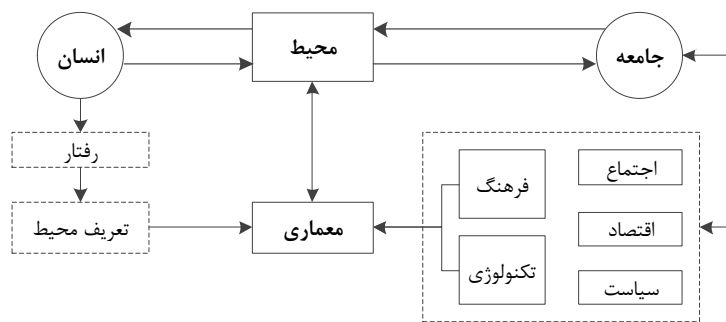 جامعه
محیط
انسان
رفتار
تعریف محیط
معماری
فرهنگ
تکنولوژی
اجتماع
اقتصاد
سیاست